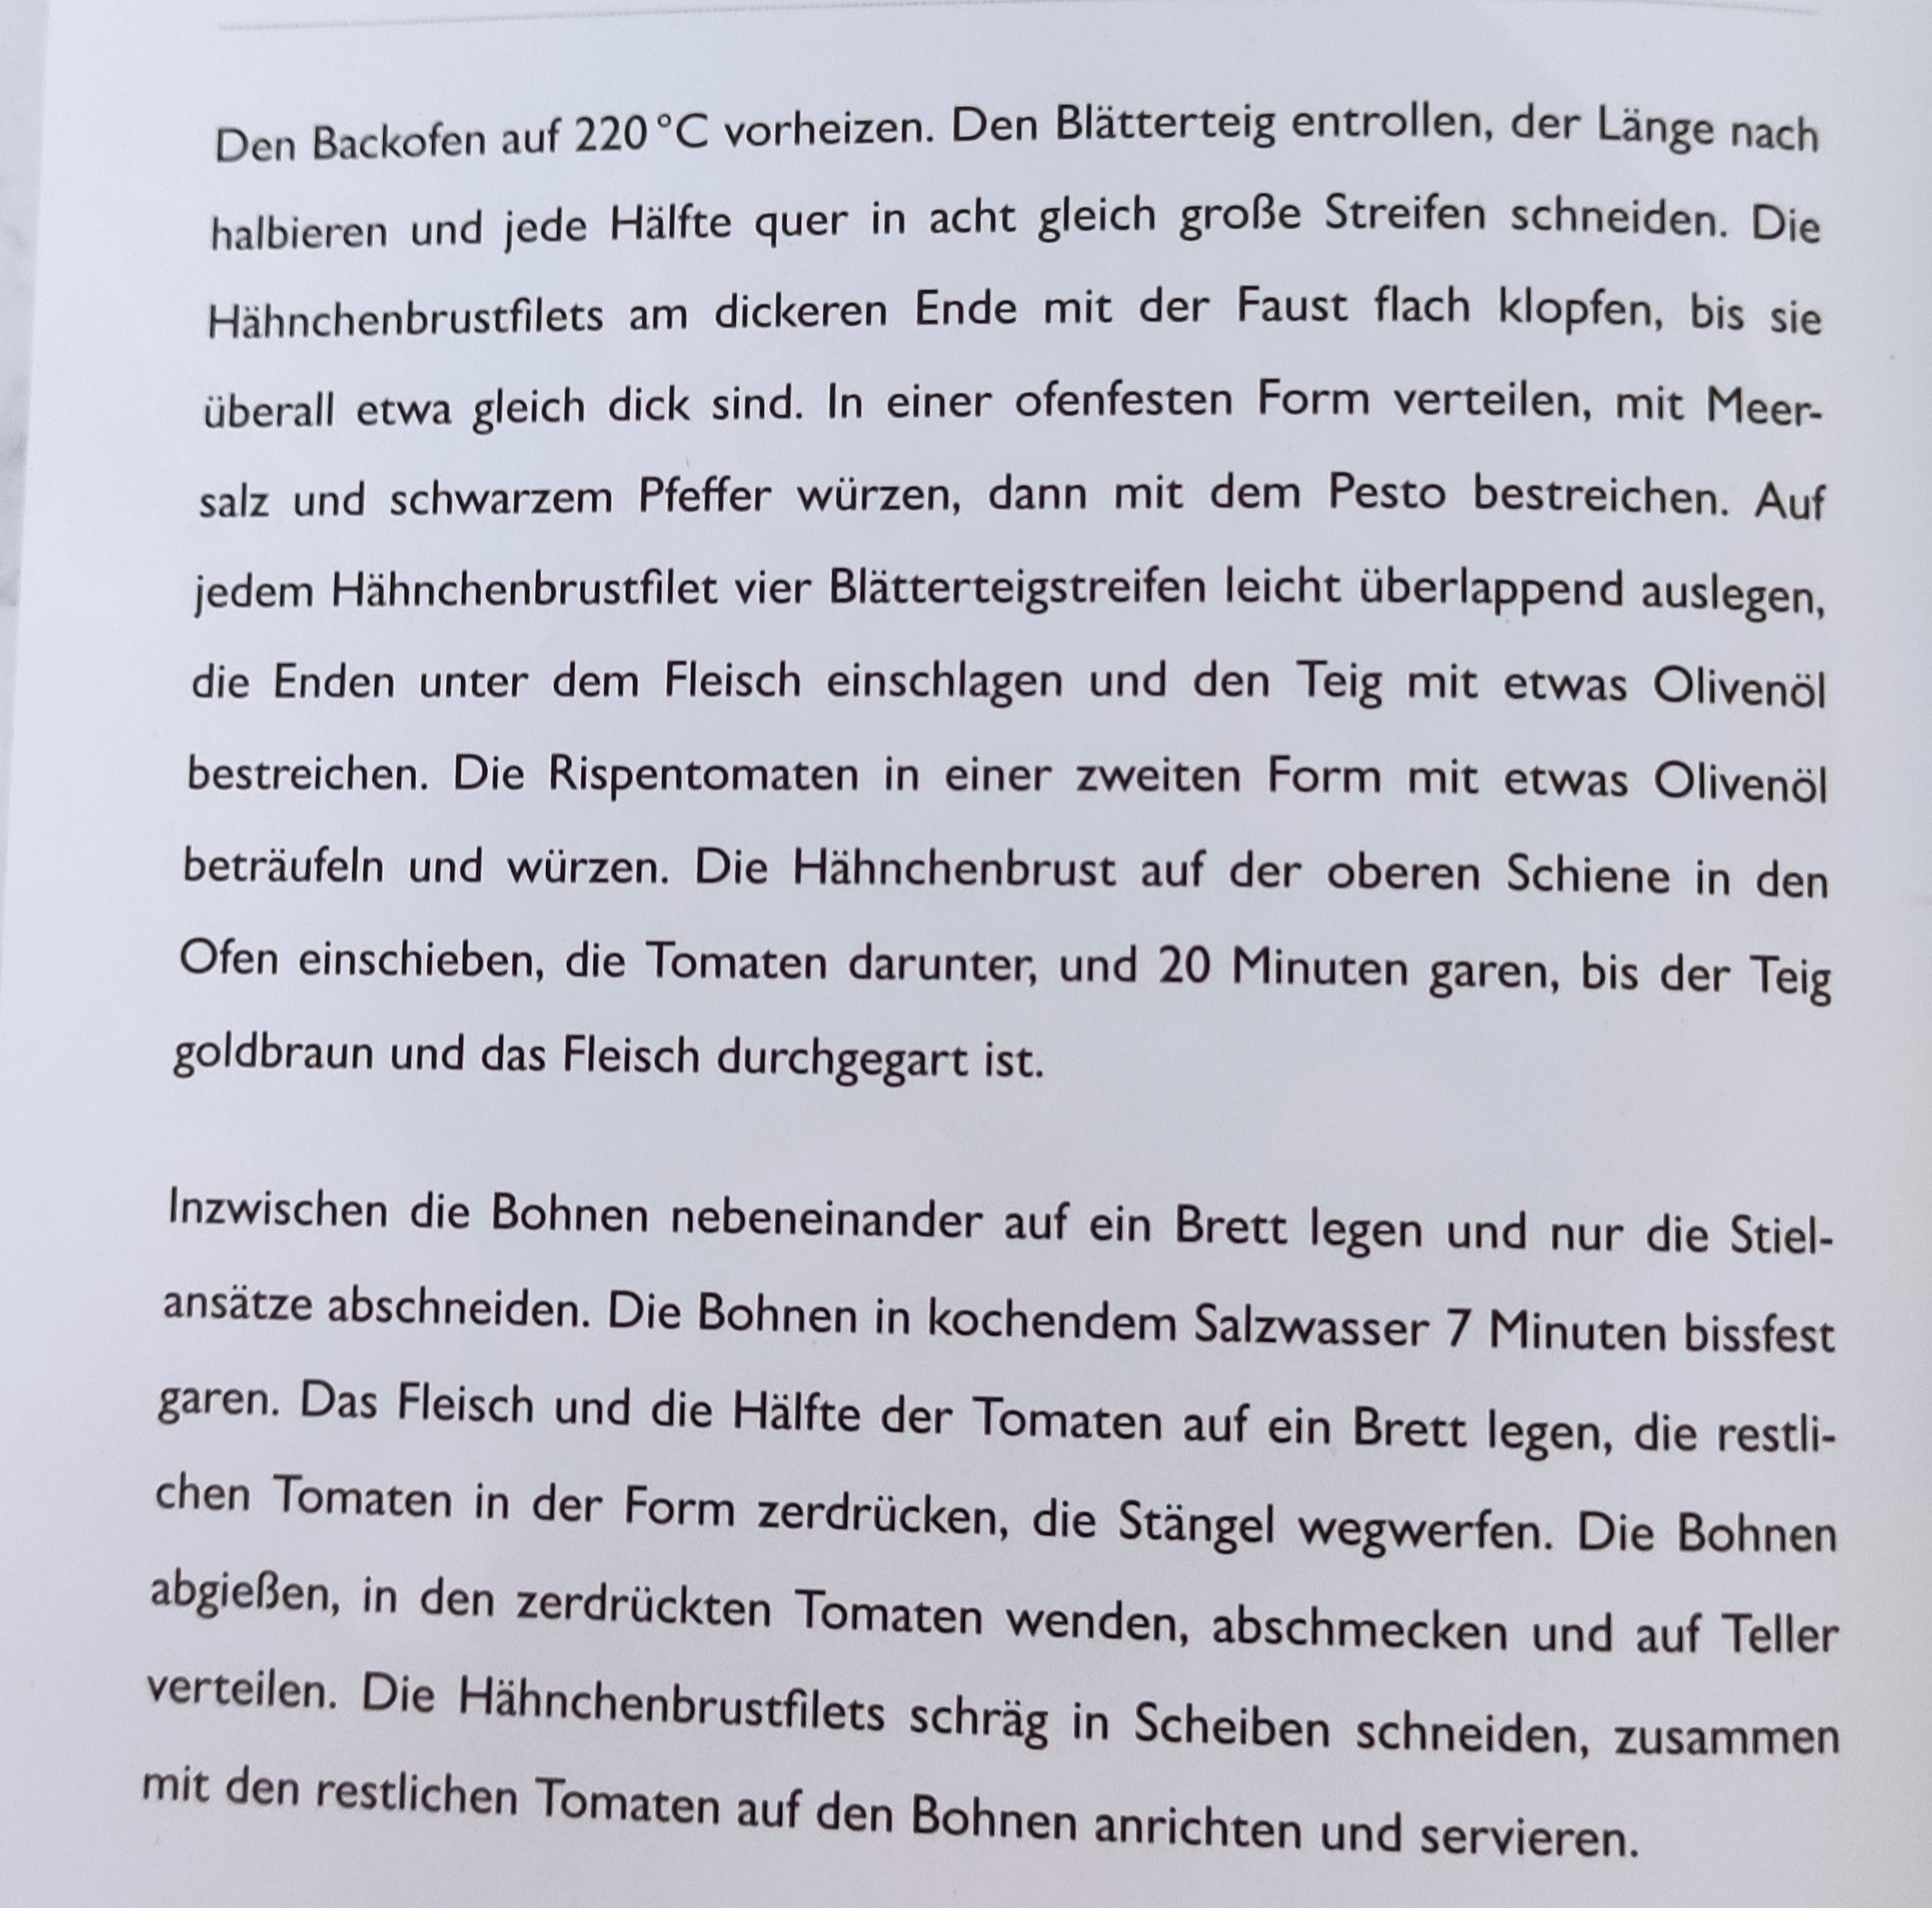 Den Backofen auf 220 °C vorheizen. Den Blätterteig entrollen, der Länge nach
halbieren und jede Hälfte quer in acht gleich große Streifen schneiden. Die
Hähnchenbrustfilets am dickeren Ende mit der Faust flach klopfen, bis sie
überall etwa gleich dick sind. In einer ofenfesten Form verteilen, mit Meer-
salz und schwarzem Pfeffer würzen, dann mit dem Pesto bestreichen. Auf
jedem Hähnchenbrustfilet vier Blätterteigstreifen leicht überlappend auslegen,
die Enden unter dem Fleisch einschlagen und den Teig mit etwas Olivenöl
bestreichen. Die Rispentomaten in einer zweiten Form mit etwas Olivenöl
beträufeln und würzen. Die Hähnchenbrust auf der oberen Schiene in den
Ofen einschieben, die Tomaten darunter, und 20 Minuten garen, bis der Teig
goldbraun und das Fleisch durchgegart ist.
Inzwischen die Bohnen nebeneinander auf ein Brett legen und nur die Stiel-
ansätze abschneiden. Die Bohnen in kochendem Salzwasser 7 Minuten bissfest
garen. Das Fleisch und die Hälfte der Tomaten auf ein Brett legen, die restli-
chen Tomaten in der Form zerdrücken, die Stängel wegwerfen. Die Bohnen
abgießen, in den zerdrückten Tomaten wenden, abschmecken und auf Teller
verteilen. Die Hähnchenbrustfilets schräg in Scheiben schneiden, zusammen
mit den restlichen Tomaten auf den Bohnen anrichten und servieren.